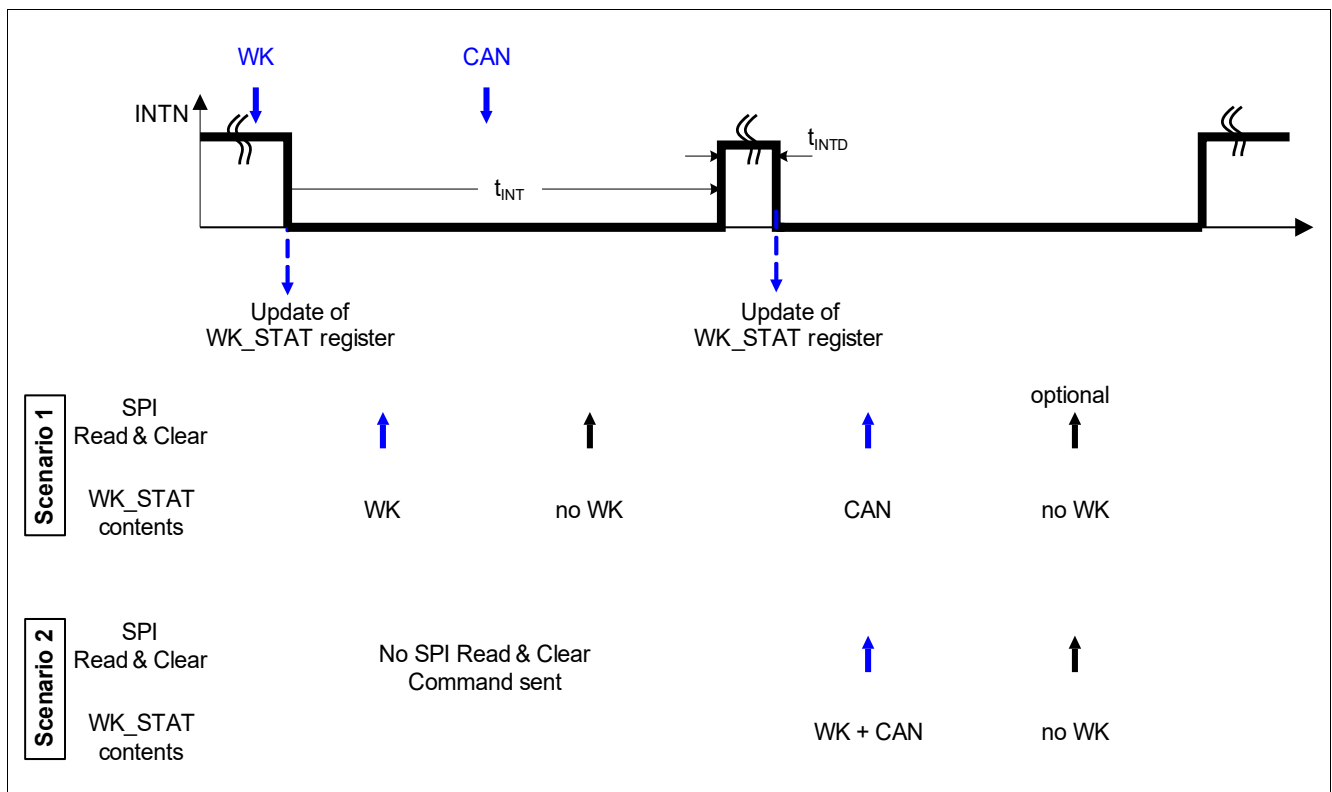 WK
CAN
INTN
tINTD
tINT
Update of
WK_STAT register
Update of
WK_STAT register
Scenario 1
SPI
Read & Clear
optional
WK_STAT
contents
WK
no WK
CAN
no WK
Scenario 2
SPI
Read & Clear
No SPI Read & Clear
Command sent
WK_STAT
contents
WK + CAN
no WK